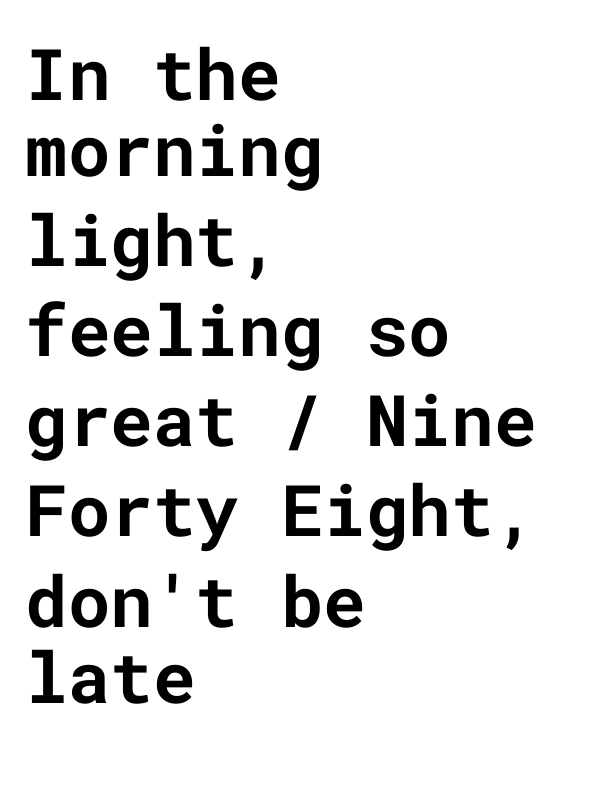 In the
morning
light,
feeling so
great / Nine
Forty Eight,
don't be
late